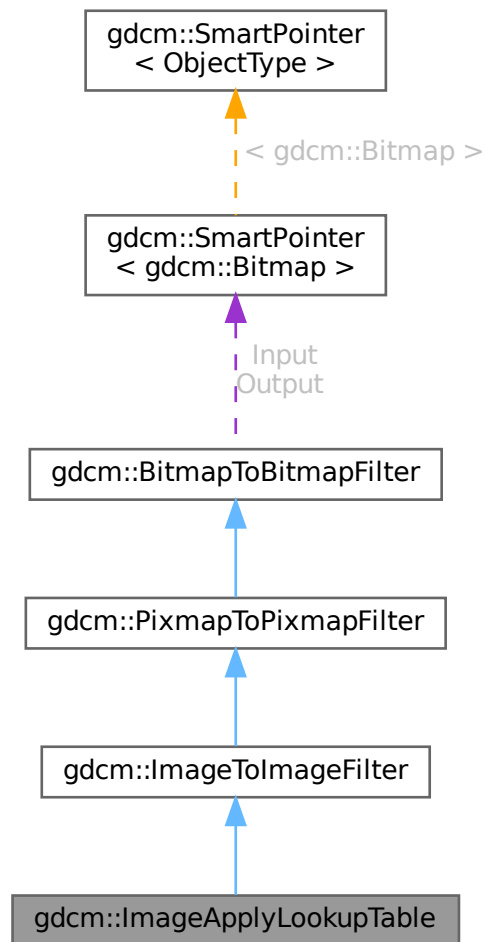 gdcm::SmartPointer
< ObjectType >
< gdcm::Bitmap >
gdcm::SmartPointer
< gdcm::Bitmap >
Input
Output
gdcm::BitmapToBitmapFilter
gdcm::PixmapToPixmapFilter
gdcm::ImageToImageFilter
gdcm::ImageApplyLookupTable